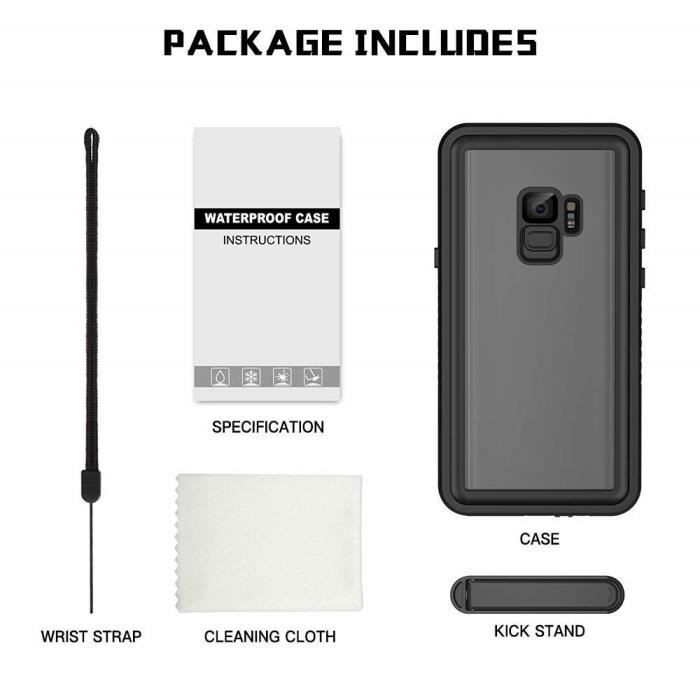 PACKAGE INCLUDES
WATERPROOF CASE
INSTRUCTIONS
SPECIFICATION
CASE
KICK STAND
WRIST STRAP
CLEANING CLOTH